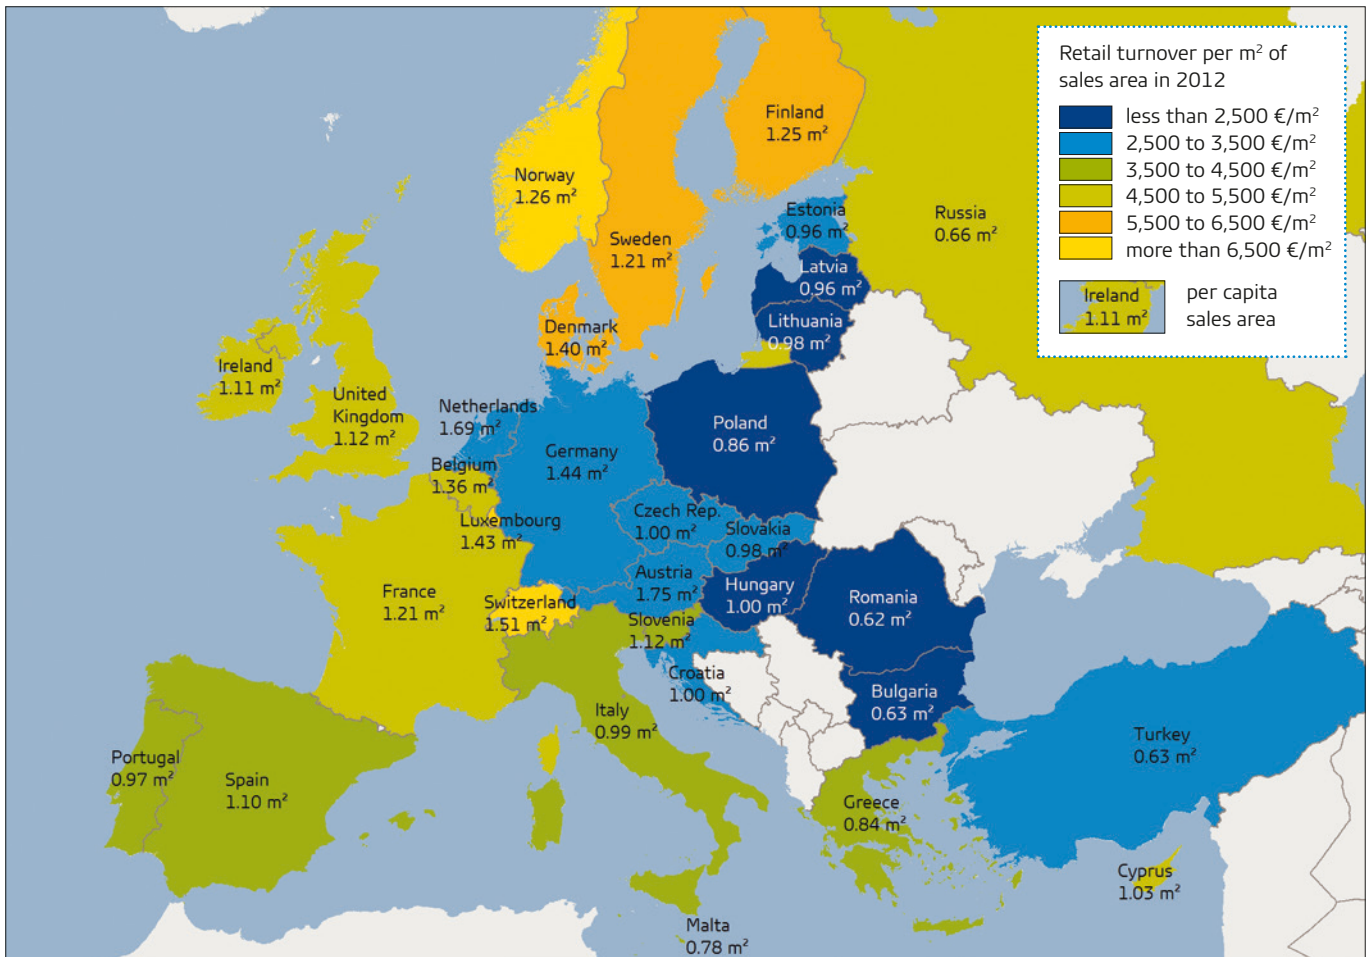 Retail turnover per m² of
sales area in 2012
less than 2,500 €/m²
2,500 to 3,500 €/m²
3,500 to 4,500 €/m²
4,500 to 5,500 €/m²
5,500 to 6,500 €/m²
more than 6,500 €/m²
Ireland
1.11 m²
per capita
sales area
Finland
1.25 m²
Norway
1.26 m²
Sweden
1.21 m²
Estonia
0.96 m²
Russia
0.66 m²
Latvia
0.96 m²
Lithuania
0.98 m²
Denmark
1.40 m²
Ireland
1.11 m²
United
Kingdom
1.12 m²
Netherlands
1.69 m²
Poland
0.86 m²
Germany
1.44 m²
Belgium
1.36 m²
Luxembourg
1.43 m²
Czech Rep.
1.00 m²
Slovakia
0.98 m²
Austria
1.75 m²
Hungary
1.00 m²
France
1.21 m²
Switzerland
1.51 m²
Romania
0.62 m²
Slovenia
1.12 m²
Croatia
1.00 m²
Bulgaria
0.63 m²
Italy
0.99 m²
Turkey
0.63 m²
Portugal
0.97 m²
Spain
1.10 m²
Greece
0.84 m²
Cyprus
1.03 m²
Malta
0.78 m²